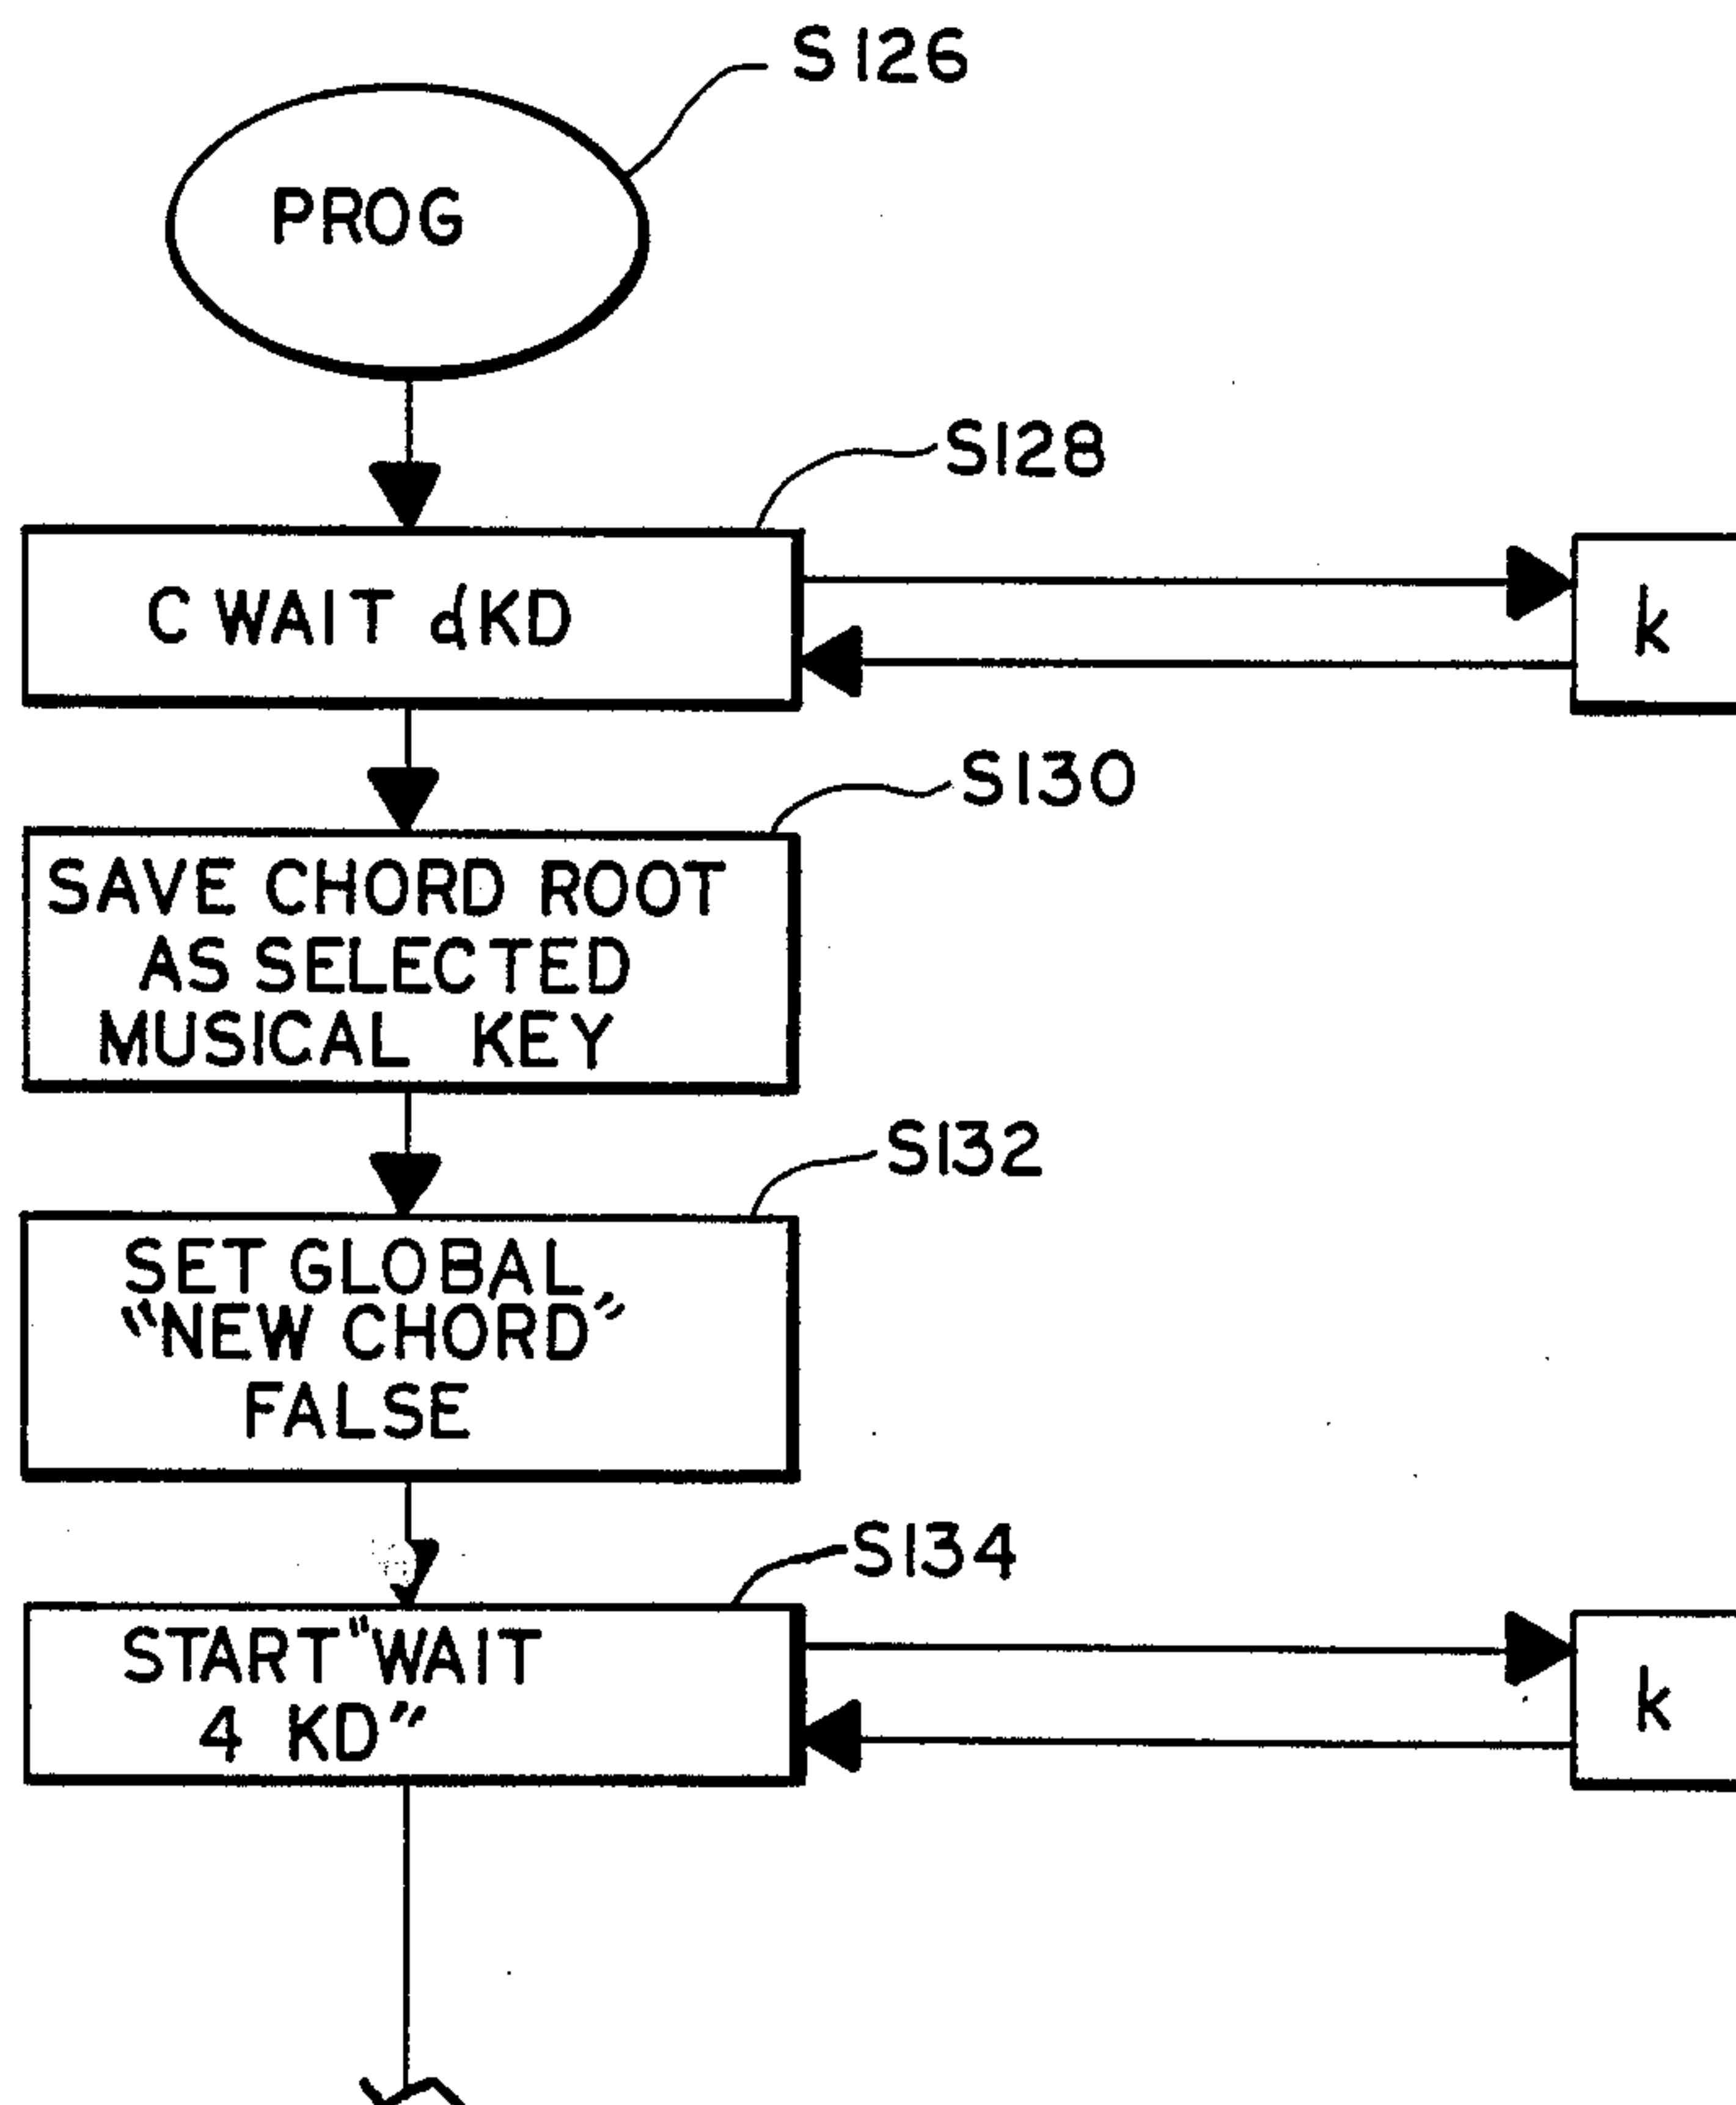 S126
PROG
S128
C WAIT dKD
k
S130
SAVE CHORD ROOT
AS SELECTED
MUSICAL KEY
S132
SET GLOBAL
"NEW CHORD"
FALSE
S134
START "WAIT
4 KD"
k